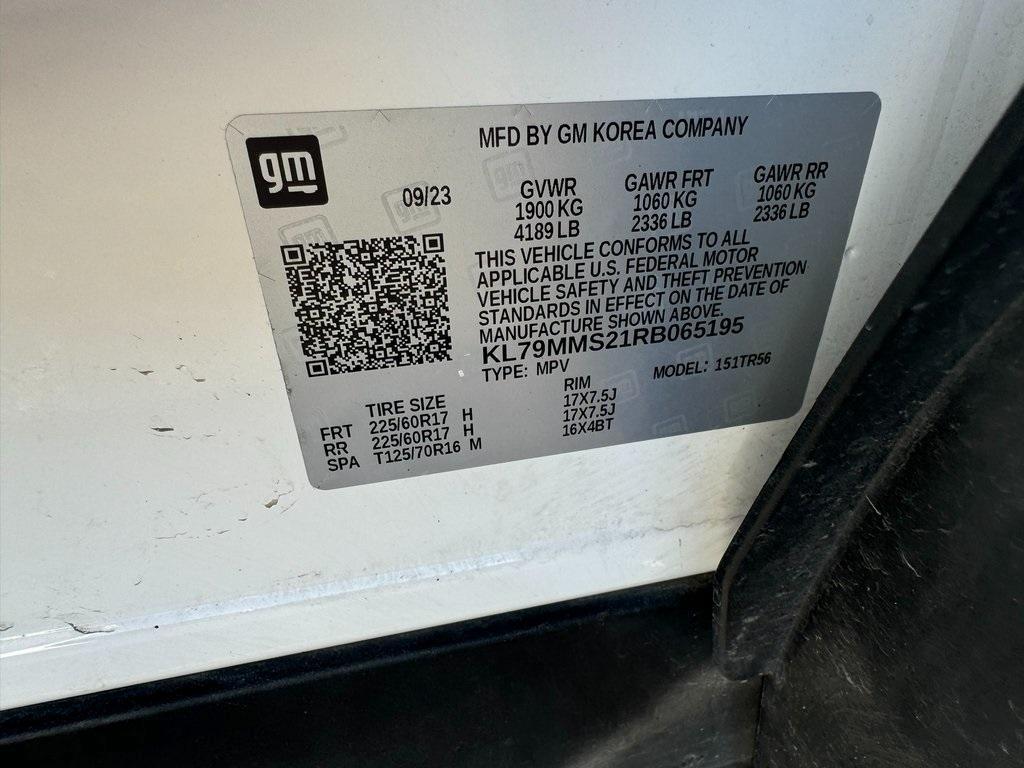 MFD BY GM KOREA COMPANY
gm
09/23
GVWR GAWR FRT GAWR RR
1900 KG 1060 KG 1060 KG
4189 LB 2336 LB 2336 LB
THIS VEHICLE CONFORMS TO ALL
APPLICABLE U.S. FEDERAL MOTOR
VEHICLE SAFETY AND THEFT PREVENTION
STANDARDS IN EFFECT ON THE DATE OF
MANUFACTURE SHOWN ABOVE.
KL79MMS21RB065195
TYPE: MPV MODEL: 151TR56
TIRE SIZE RIM
FRT 225/60R17 H 17X7.5J
RR 225/60R17 H 17X7.5J
SPA T125/70R16 M 16X4BT